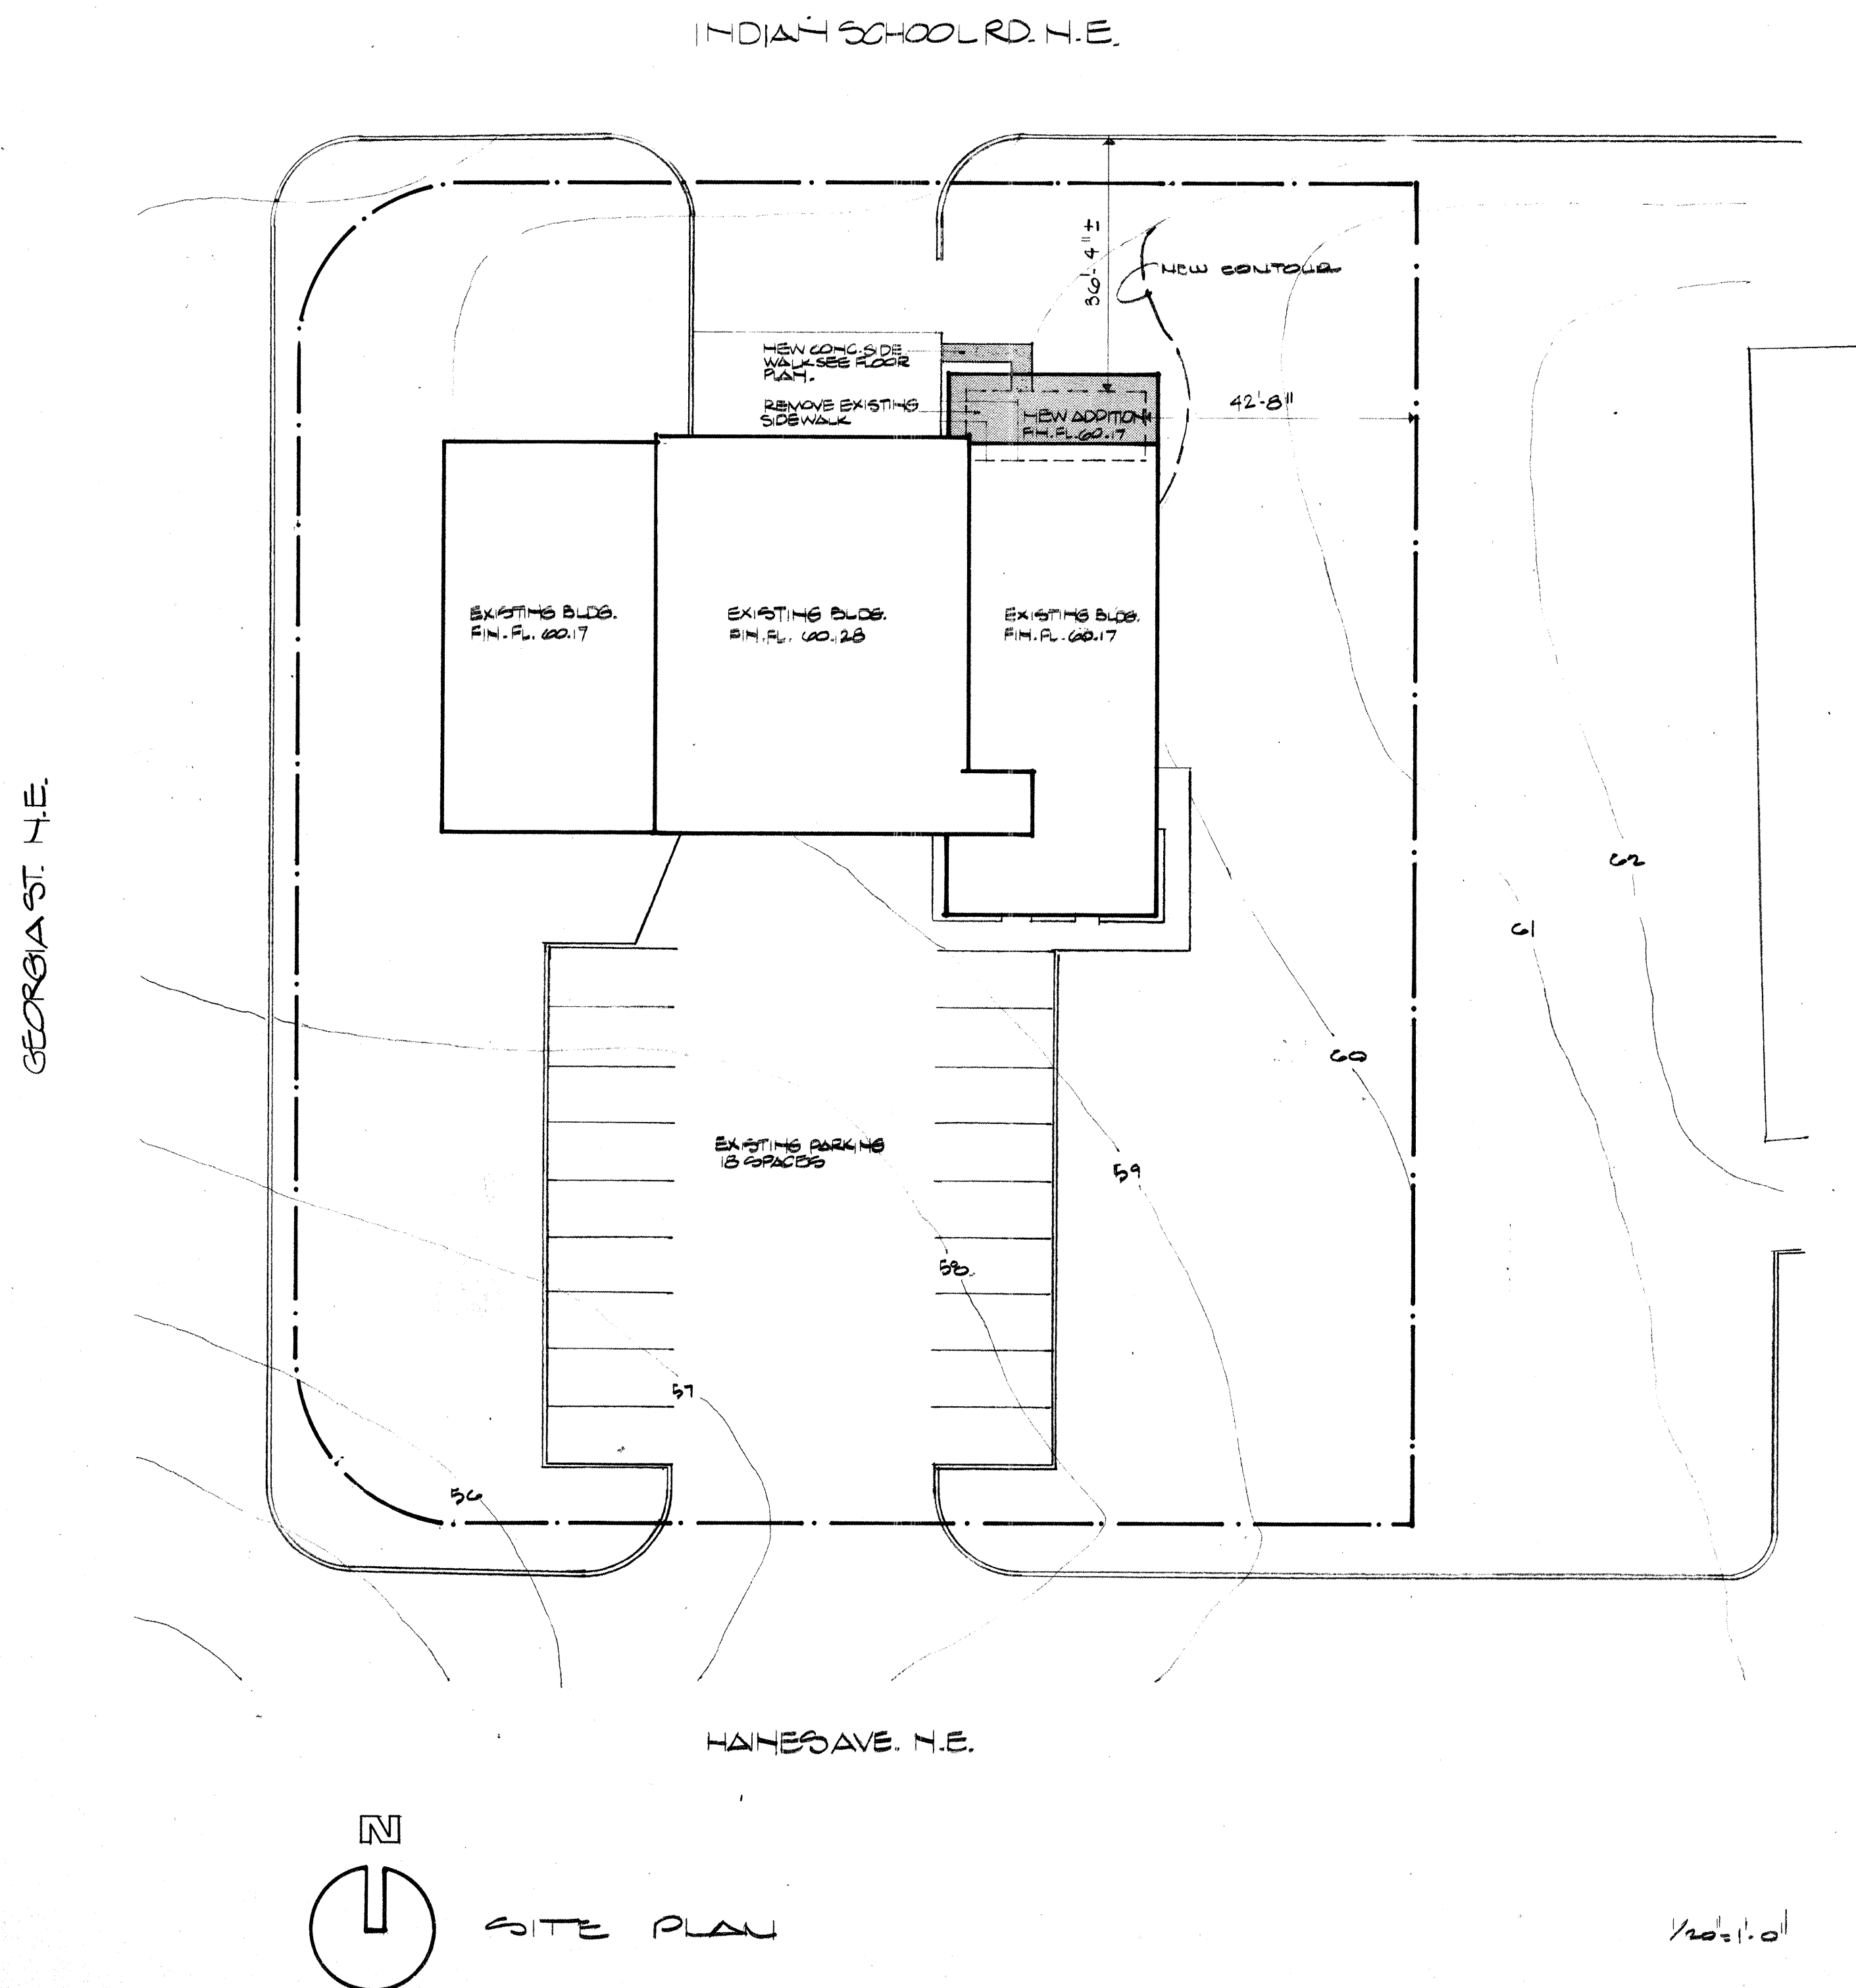 INDIAN SCHOOL RD. N.E.
36'-4"±
NEW CONTOUR
NEW CONC. SIDE
WALK SEE FLOOR
PLAN.
REMOVE EXISTING
SIDEWALK
NEW ADDITION
FIN. FL. 60.17
42'-8"
EXISTING BLDG.
FIN. FL. 60.17
EXISTING BLDG.
FIN. FL. 60.128
EXISTING BLDG.
FIN. FL. 60.17
GEORGIA ST. N.E.
62
61
60
EXISTING PARKING
18 SPACES
59
58
57
56
HAINES AVE. N.E.
N
SITE PLAN
1/20"=1'-0"